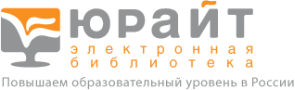 ЮРАЙТ
электронная
библиотека
Повышаем образовательный уровень в России